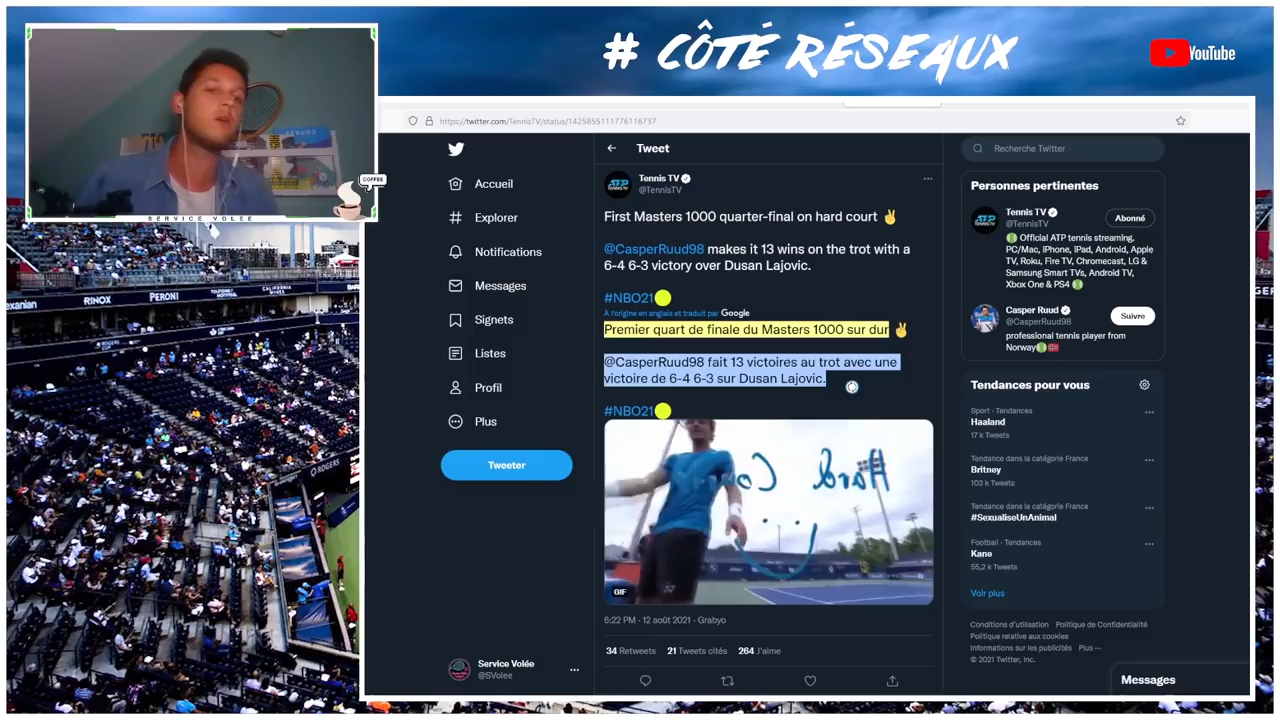 # CÔTÉ RÉSEAUX
YouTube
COFFEE
SERVICE VOLEE
https://twitter.com/TennisTV/status/1425855111776116737
Accueil
Explorer
Notifications
Messages
Signets
Listes
Profil
Plus
Tweeter
Service Volée
@SVolee
Tweet
Tennis TV
@TennisTV
First Masters 1000 quarter-final on hard court ✌
@CasperRuud98 makes it 13 wins on the trot with a
6-4 6-3 victory over Dusan Lajovic.
#NBO21
À l'origine en anglais et traduit par Google
Premier quart de finale du Masters 1000 sur dur ✌
@CasperRuud98 fait 13 victoires au trot avec une
victoire de 6-4 6-3 sur Dusan Lajovic.
#NBO21
Hard Court
GIF
6:22 PM · 12 août 2021 · Grabyo
34 Retweets 21 Tweets cités 264 J'aime
Recherche Twitter
Personnes pertinentes
Tennis TV
@TennisTV
Abonné
Official ATP tennis streaming.
PC/Mac, iPhone, iPad, Android, Apple
TV, Roku, Fire TV, Chromecast, LG &
Samsung Smart TVs, Android TV,
Xbox One & PS4
Casper Ruud
@CasperRuud98
Suivre
professional tennis player from
Norway
Tendances pour vous
Sport · Tendances
Haaland
17 k Tweets
Tendance dans la catégorie France
Britney
103 k Tweets
Tendance dans la catégorie France
#SexualiseUnAnimal
Football · Tendances
Kane
55,2 k Tweets
Voir plus
Conditions d'utilisation Politique de Confidentialité
Politique relative aux cookies
Informations sur les publicités Plus ···
© 2021 Twitter, Inc.
Messages
RINOX
PERONI
ROGERS